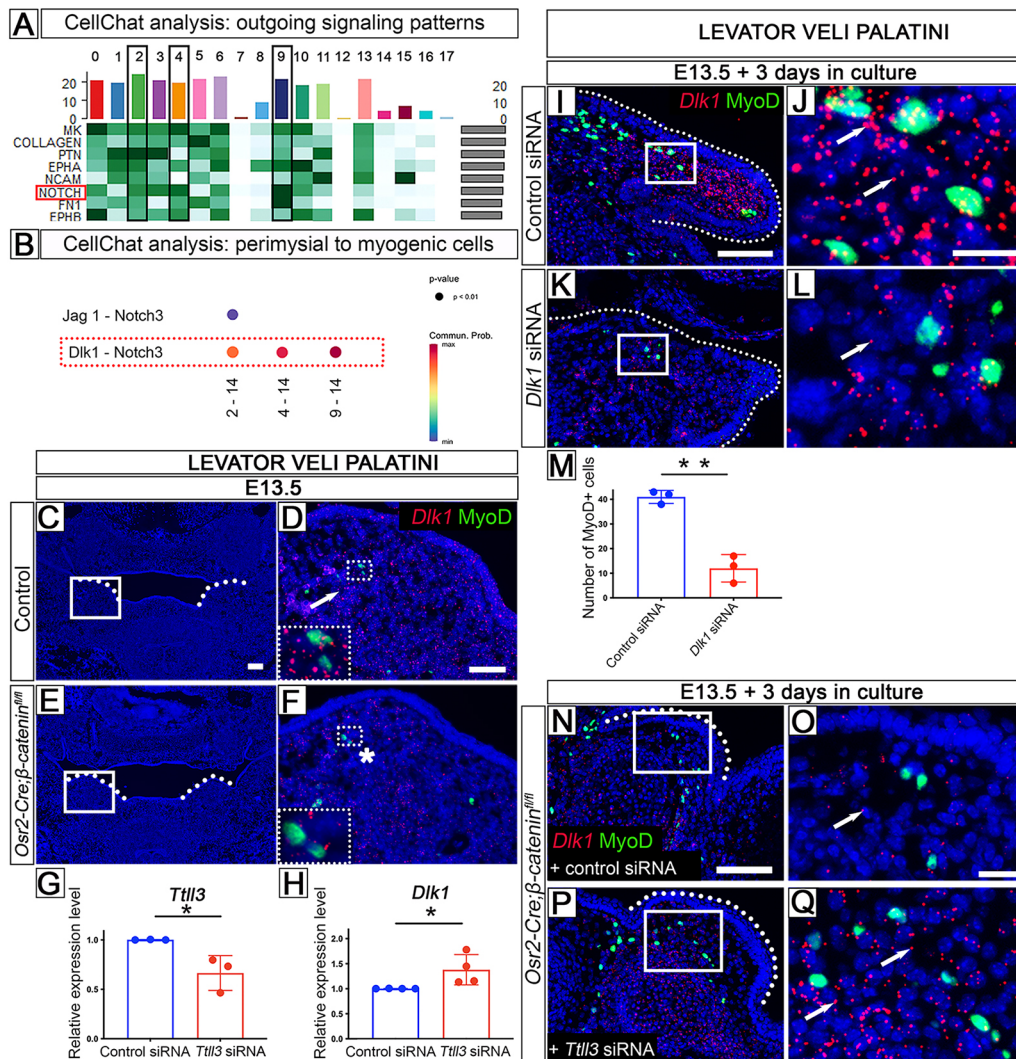 A CellChat analysis: outgoing signaling patterns
0 1 2 3 4 5 6 7 8 9 10 11 12 13 14 15 16 17
20
10
0
20
10
0
MK
COLLAGEN
PTN
EPHA
NCAM
NOTCH
FN1
EPHB
B CellChat analysis: perimysial to myogenic cells
Jag 1 - Notch3
Dlk1 - Notch3
2 - 14
4 - 14
9 - 14
p-value
p < 0.01
Commun. Prob.
max
min
LEVATOR VELI PALATINI
E13.5
Control
C
D
Dlk1 MyoD
Osr2-Cre;β-catenin^fl/fl
E
F
*
G
Ttll3
*
Relative expression level
1.0
0.5
0.0
Control siRNA Ttll3 siRNA
H
Dlk1
*
Relative expression level
2.0
1.5
1.0
0.5
0.0
Control siRNA Ttll3 siRNA
LEVATOR VELI PALATINI
E13.5 + 3 days in culture
Control siRNA
I
Dlk1 MyoD
J
Dlk1 siRNA
K
L
M
* *
Number of MyoD+ cells
40
30
20
10
0
Control siRNA
Dlk1 siRNA
E13.5 + 3 days in culture
Osr2-Cre;β-catenin^fl/fl
N
Dlk1 MyoD
+ control siRNA
O
P
+ Ttll3 siRNA
Q